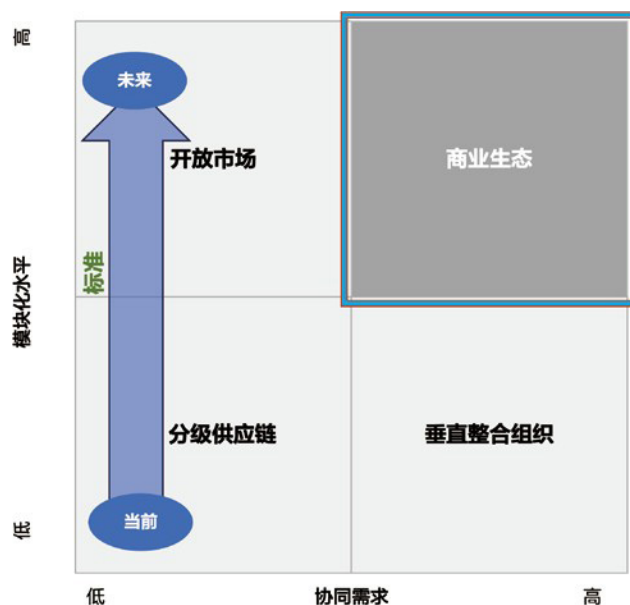 高
未来
开放市场
商业生态
标准
模块化水平
分级供应链
垂直整合组织
当前
低
低
协同需求
高